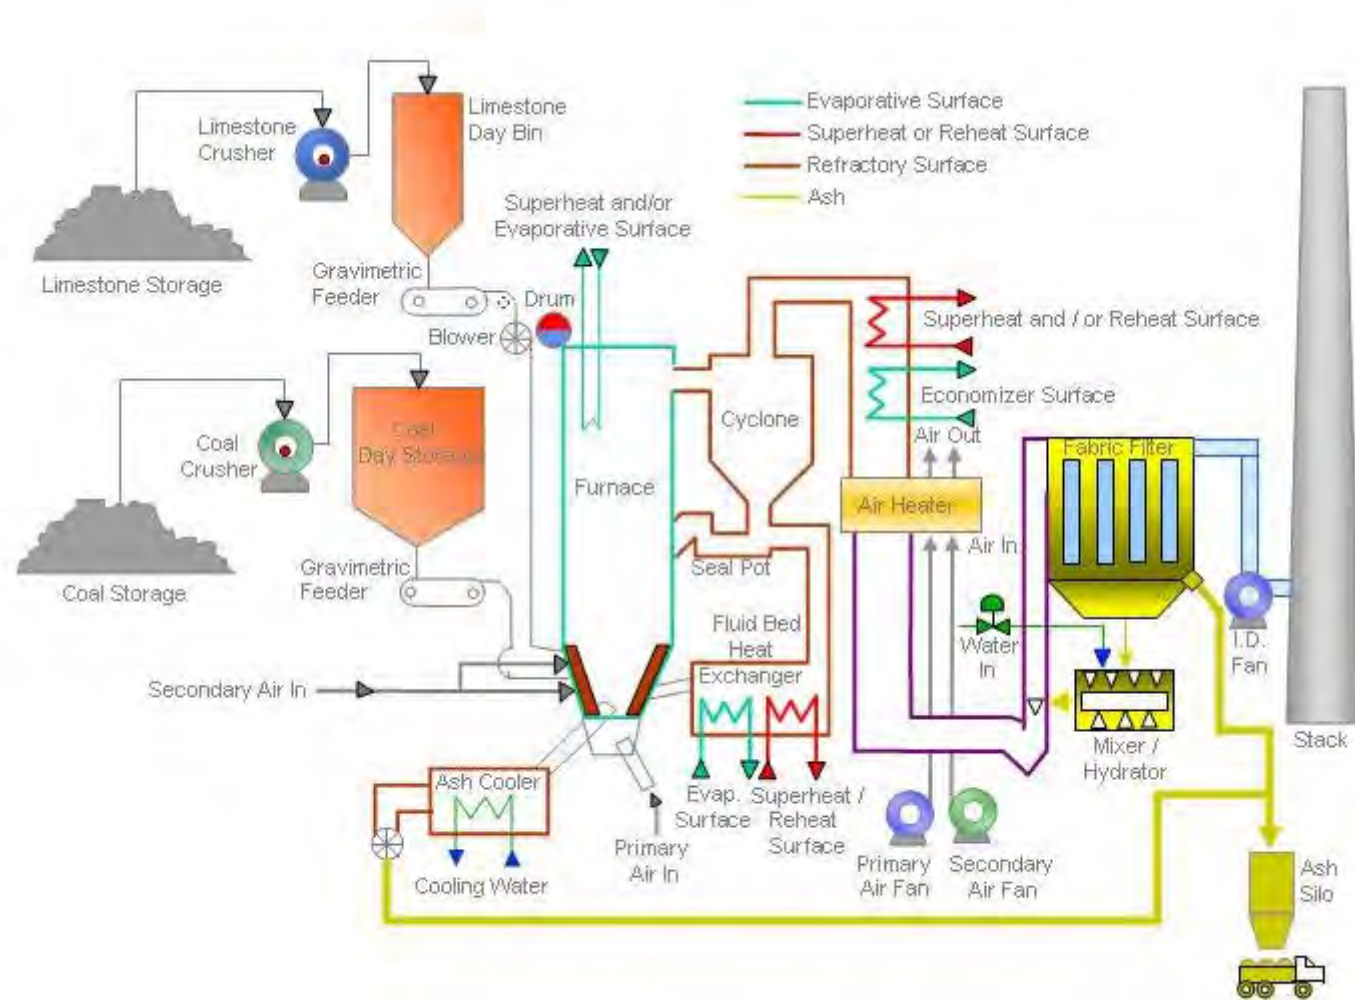 Limestone
Day Bin
Limestone
Crusher
Evaporative Surface
Superheat or Reheat Surface
Refractory Surface
Ash
Superheat and/or
Evaporative Surface
Limestone Storage
Gravimetric
Feeder
Drum
Blower
Superheat and / or Reheat Surface
Economizer Surface
Coal
Crusher
Coal
Day Storage
Cyclone
Air Out
Fabric Filter
Furnace
Air Heater
Air In
Coal Storage
Gravimetric
Feeder
Seal Pot
Fluid Bed
Heat
Exchanger
Water
In
I.D.
Fan
Secondary Air In
Stack
Mixer /
Hydrator
Ash Cooler
Evap.
Surface
Superheat /
Reheat
Surface
Primary
Air In
Cooling Water
Primary
Air Fan
Secondary
Air Fan
Ash
Silo